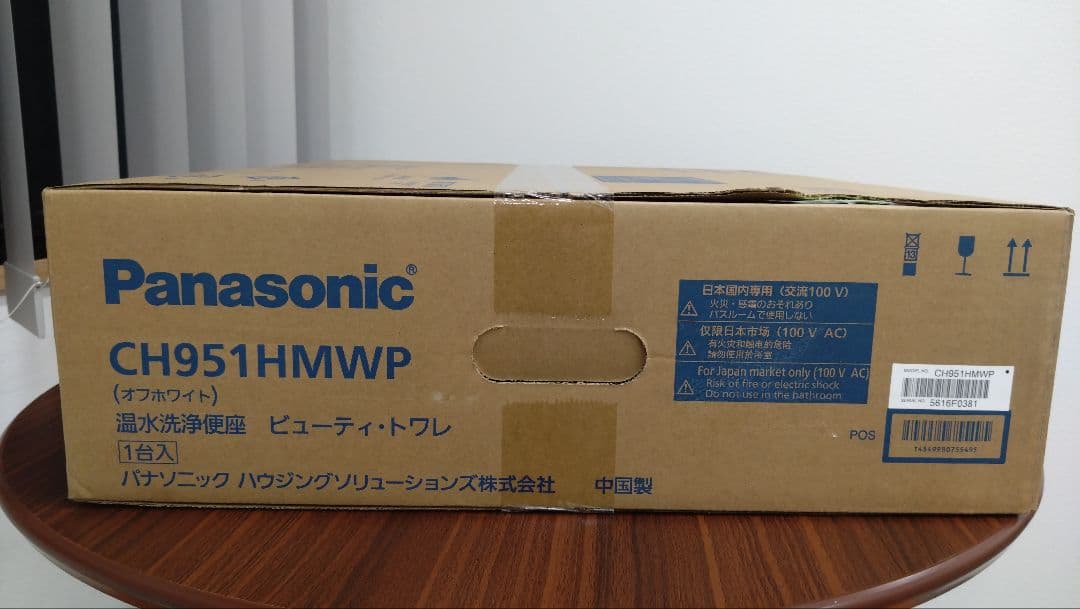 Panasonic®
CH951HMWP
(オフホワイト)
温水洗浄便座 ビューティ・トワレ
1台入
パナソニック ハウジングソリューションズ株式会社 中国製
13
日本国内専用(交流100 V)
火災・感電のおそれあり
バスルームで使用しない
仅限日本市场(100 V AC)
有火灾和触电的危险
请勿使用於浴室
For Japan market only (100 V AC)
Risk of fire or electric shock
Do not use in the bathroom
MODEL NO. CH951HMWP
SERIAL NO. 5616F0381
POS